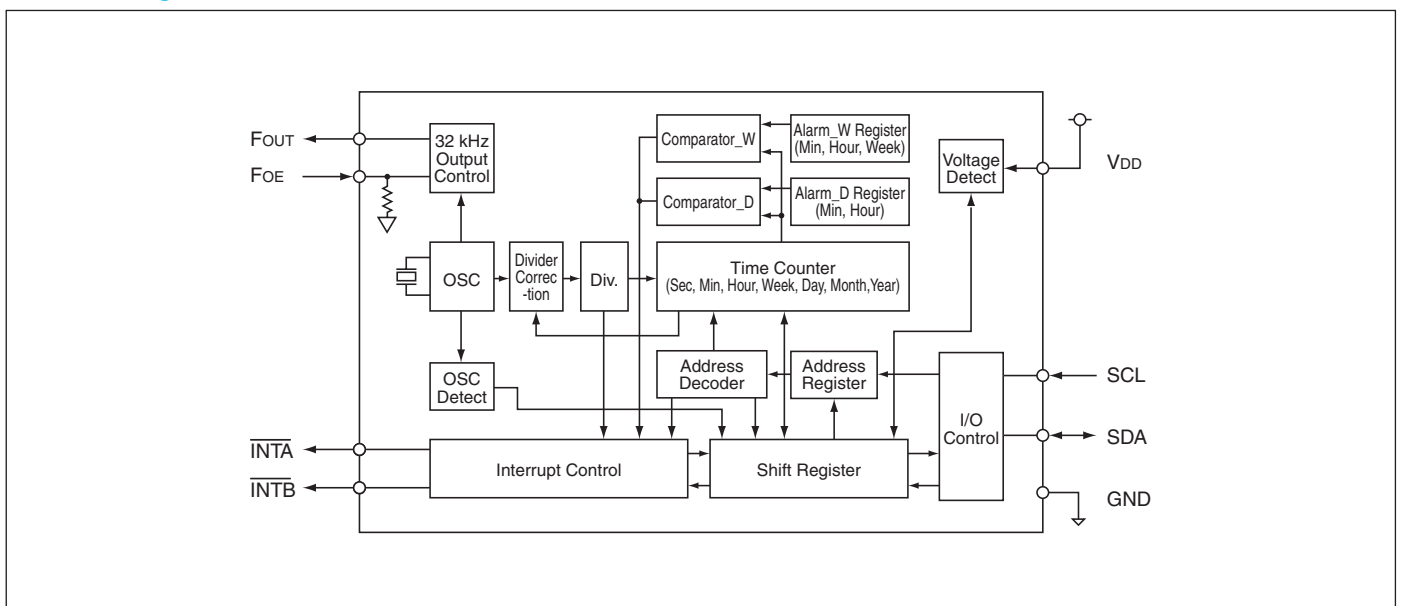 FOUT
FOE
32 kHz
Output
Control
Comparator_W
Alarm_W Register
(Min, Hour, Week)
Voltage
Detect
VDD
Comparator_D
Alarm_D Register
(Min, Hour)
OSC
Divider
Correc
-tion
Div.
Time Counter
(Sec, Min, Hour, Week, Day, Month,Year)
OSC
Detect
Address
Decoder
Address
Register
I/O
Control
SCL
SDA
GND
INTA
INTB
Interrupt Control
Shift Register